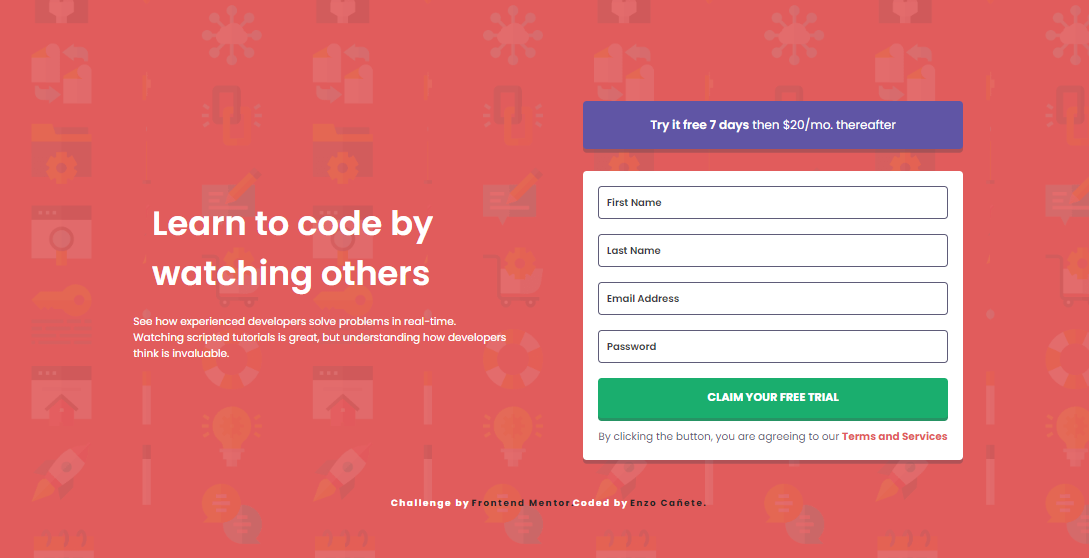 Learn to code by
watching others
See how experienced developers solve problems in real-time.
Watching scripted tutorials is great, but understanding how developers
think is invaluable.
Try it free 7 days then $20/mo. thereafter
First Name
Last Name
Email Address
Password
CLAIM YOUR FREE TRIAL
By clicking the button, you are agreeing to our Terms and Services
Challenge by Frontend Mentor.Coded by Enzo Cañete.